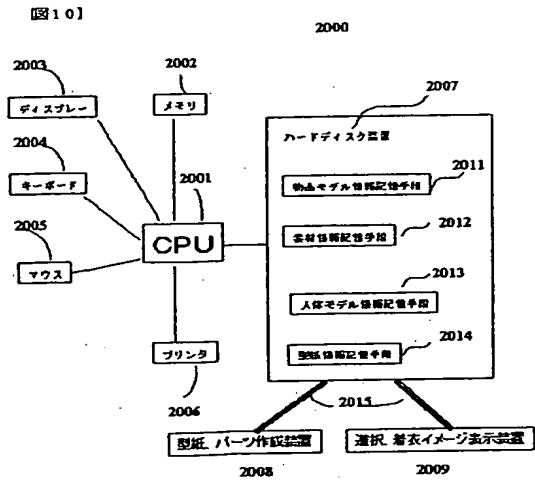 【図10】
2000
2003
ディスプレー
2002
メモリ
2007
ハードディスク装置
2004
キーボード
2001
CPU
2005
マウス
2011
物品モデル情報記憶手段
2012
素材情報記憶手段
2013
人体モデル情報記憶手段
2014
型紙情報記憶手段
プリンタ
2006
2015
型紙、パーツ作成装置
2008
選択、着衣イメージ表示装置
2009